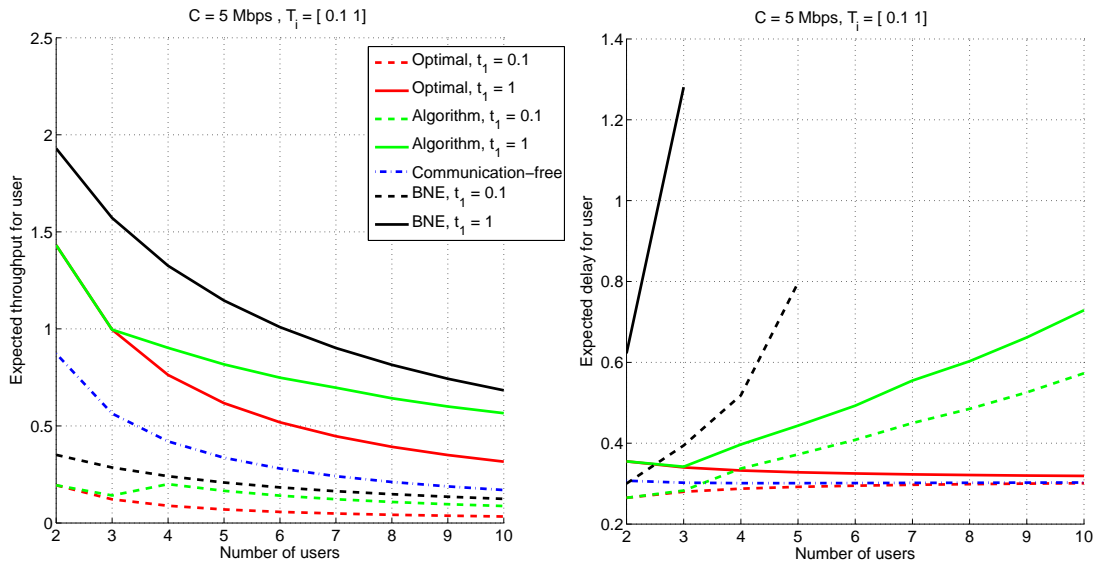 C = 5 Mbps , T_i = [ 0.1 1]
Expected throughput for user
2.5
2
1.5
1
0.5
0
2 3 4 5 6 7 8 9 10
Number of users
Optimal, t_1 = 0.1
Optimal, t_1 = 1
Algorithm, t_1 = 0.1
Algorithm, t_1 = 1
Communication−free
BNE, t_1 = 0.1
BNE, t_1 = 1
C = 5 Mbps, T_i = [ 0.1 1]
Expected delay for user
1.4
1.2
1
0.8
0.6
0.4
0.2
2 3 4 5 6 7 8 9 10
Number of users